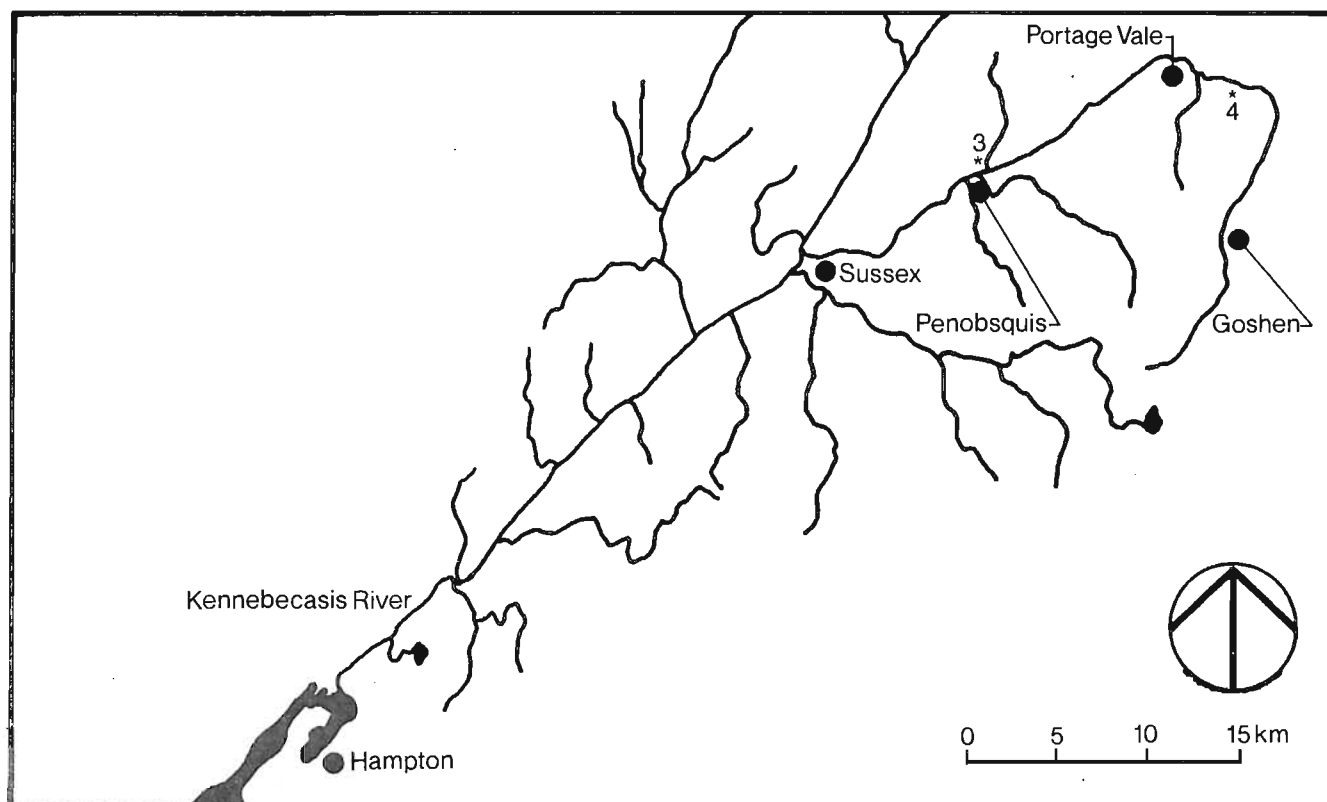 Portage Vale
*
4
3
*
Sussex
Penobsquis
Goshen
Kennebecasis River
0 5 10 15 km
Hampton